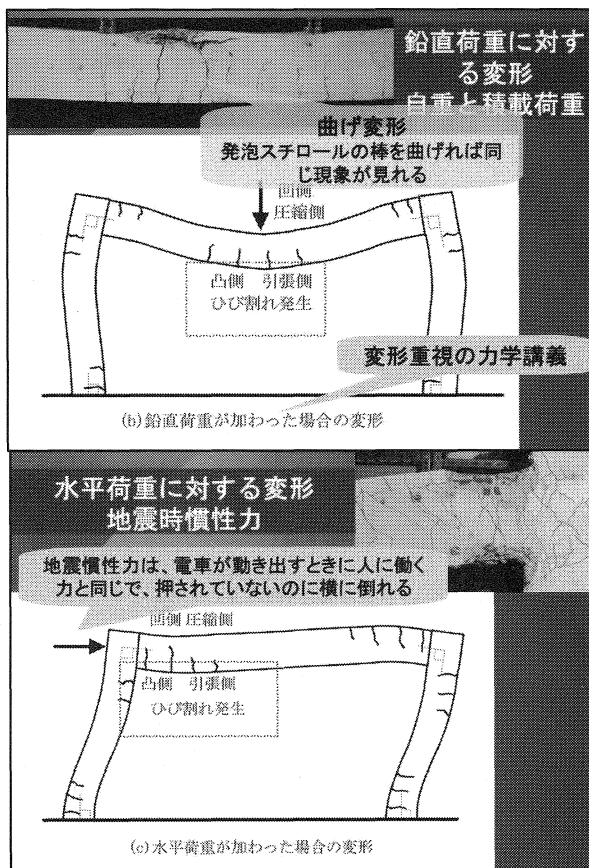 鉛直荷重に対す
る変形
自重と積載荷重
曲げ変形
発泡スチロールの棒を曲げれば同
じ現象が見れる
凹側
圧縮側
凸側 引張側
ひび割れ発生
変形重視の力学講義
(b)鉛直荷重が加わった場合の変形
水平荷重に対する変形
地震時慣性力
地震慣性力は、電車が動き出すときに人に働く
力と同じで、押されていないのに横に倒れる
凹側 圧縮側
凸側 引張側
ひび割れ発生
(c)水平荷重が加わった場合の変形